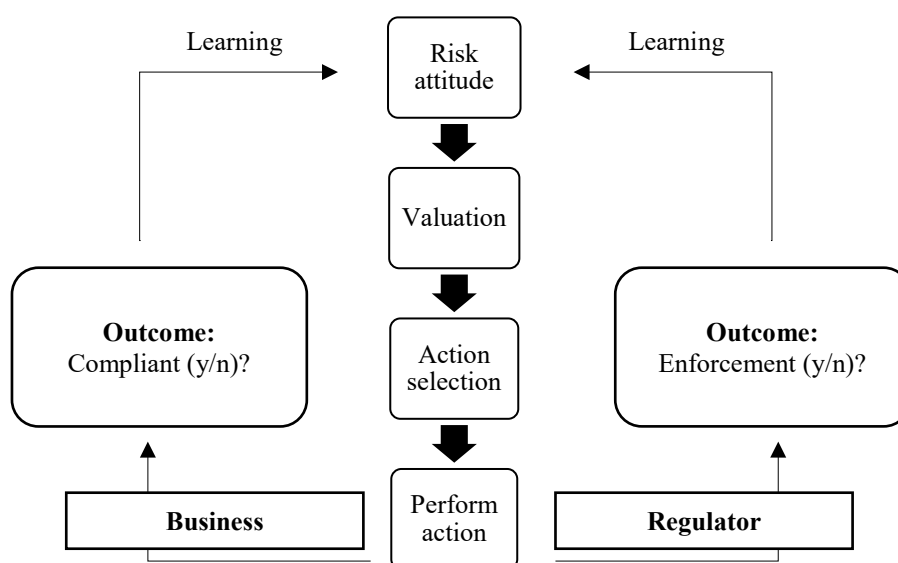 Learning
Learning
Risk
attitude
Valuation
Outcome:
Compliant (y/n)?
Action
selection
Outcome:
Enforcement (y/n)?
Business
Perform
action
Regulator